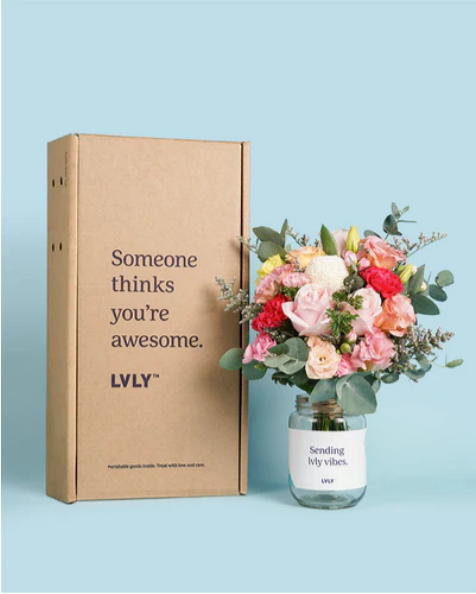 Someone
thinks
you're
awesome.
LVLY™
Perishable goods inside. Treat with love and care.
Sending
lvly vibes.
LVLY